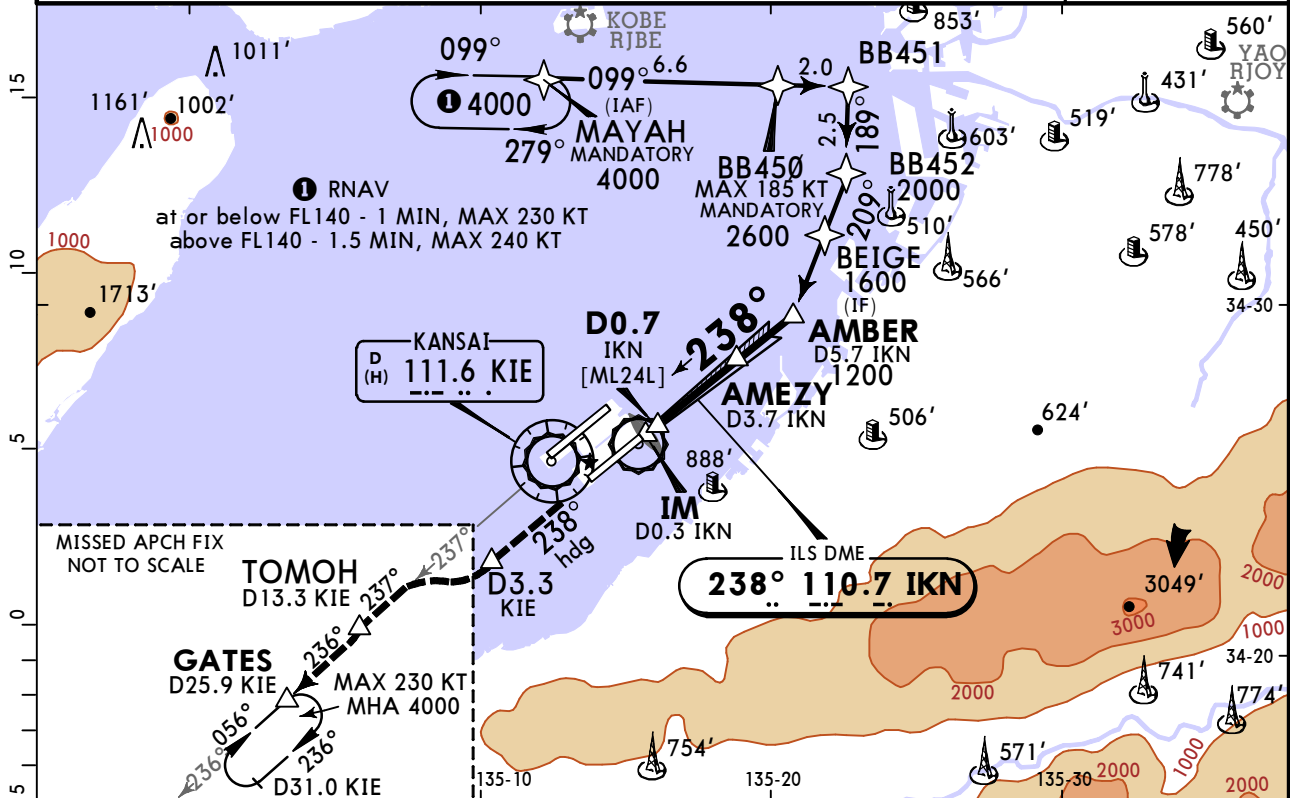 KOBE
RJBE
853′
560′
YAO
RJOY
1011′
099°
099° 6.6
2.0
BB451
431′
15
1161′
1002′
1000
1 4000
(IAF)
MAYAH
MANDATORY
4000
279°
2.5
189°
603′
519′
BB450
MAX 185 KT
MANDATORY
2600
BB452
2000
778′
1 RNAV
at or below FL140 - 1 MIN, MAX 230 KT
above FL140 - 1.5 MIN, MAX 240 KT
209°
510′
578′
450′
1000
BEIGE
1600
(IF)
566′
10
1713′
34-30
D0.7
IKN
[ML24L]
238°
AMBER
D5.7 IKN
1200
KANSAI
D
(H)
111.6 KIE
AMEZY
D3.7 IKN
506′
624′
5
888′
IM
D0.3 IKN
238°
hdg
MISSED APCH FIX
NOT TO SCALE
237°
ILS DME
238° 110.7 IKN
TOMOH
D13.3 KIE
237°
D3.3
KIE
3049′
3000
2000
1000
0
236°
34-20
GATES
D25.9 KIE
MAX 230 KT
MHA 4000
2000
741′
774′
056°
236°
236°
D31.0 KIE
754′
571′
1000
2000
2000
5
135-10
135-20
135-30